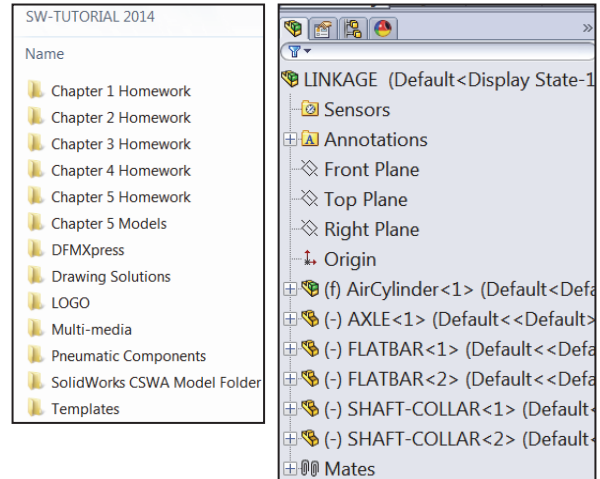 SW-TUTORIAL 2014
Name
Chapter 1 Homework
Chapter 2 Homework
Chapter 3 Homework
Chapter 4 Homework
Chapter 5 Homework
Chapter 5 Models
DFMXpress
Drawing Solutions
LOGO
Multi-media
Pneumatic Components
SolidWorks CSWA Model Folder
Templates
»
LINKAGE (Default<Display State-1
Sensors
A Annotations
Front Plane
Top Plane
Right Plane
Origin
(f) AirCylinder<1> (Default<Defa
(-) AXLE<1> (Default<<Default>
(-) FLATBAR<1> (Default<<Defa
(-) FLATBAR<2> (Default<<Defa
(-) SHAFT-COLLAR<1> (Default<
(-) SHAFT-COLLAR<2> (Default<
Mates